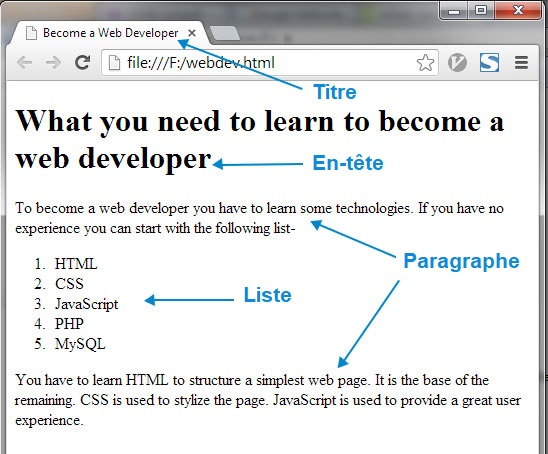 Become a Web Developer
file:///F:/webdev.html
Titre
What you need to learn to become a
web developer
En-tête
To become a web developer you have to learn some technologies. If you have no
experience you can start with the following list-
Paragraphe
1. HTML
2. CSS
3. JavaScript
4. PHP
5. MySQL
Liste
You have to learn HTML to structure a simplest web page. It is the base of the
remaining. CSS is used to stylize the page. JavaScript is used to provide a great user
experience.